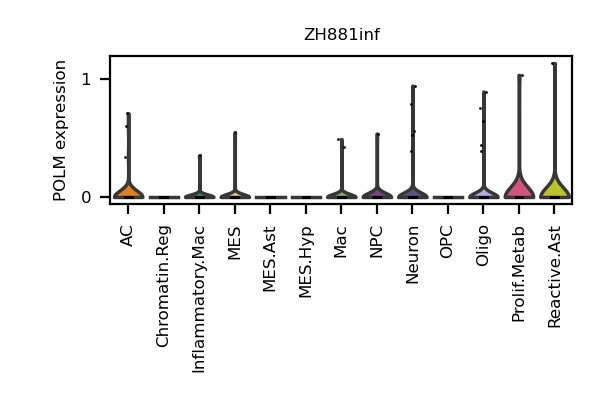 ZH881inf
POLM expression
1
0
AC
Chromatin.Reg
Inflammatory.Mac
MES
MES.Ast
MES.Hyp
Mac
NPC
Neuron
OPC
Oligo
Prolif.Metab
Reactive.Ast